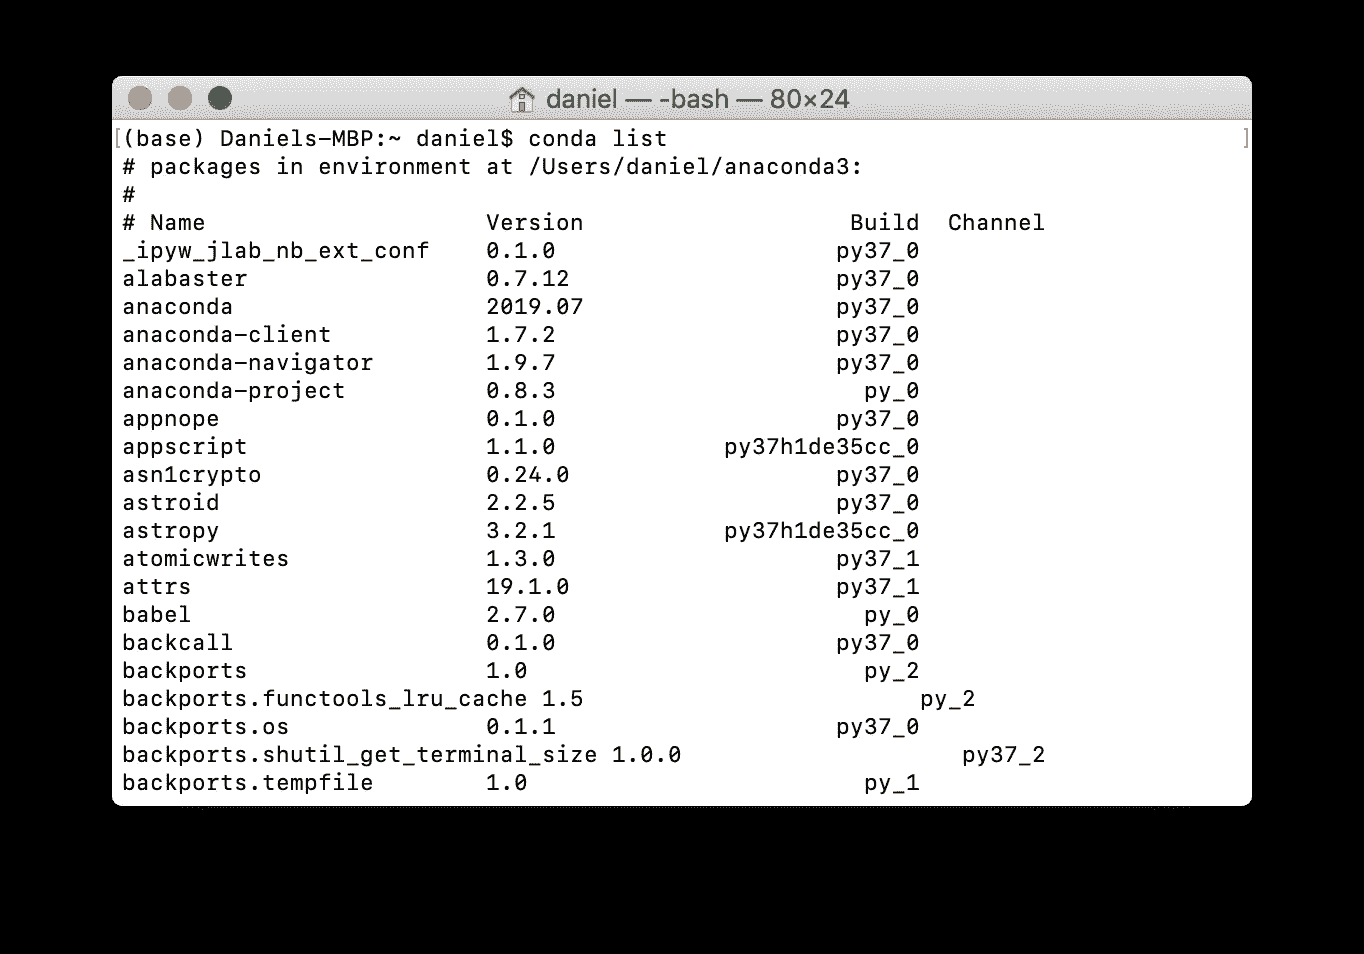 daniel — -bash — 80×24
(base) Daniels-MBP:~ daniel$ conda list
# packages in environment at /Users/daniel/anaconda3:
#
# Name                    Version                   Build  Channel
_ipyw_jlab_nb_ext_conf    0.1.0                    py37_0
alabaster                 0.7.12                   py37_0
anaconda                  2019.07                  py37_0
anaconda-client           1.7.2                    py37_0
anaconda-navigator        1.9.7                    py37_0
anaconda-project          0.8.3                      py_0
appnope                   0.1.0                    py37_0
appscript                 1.1.0            py37h1de35cc_0
asn1crypto                0.24.0                   py37_0
astroid                   2.2.5                    py37_0
astropy                   3.2.1            py37h1de35cc_0
atomicwrites              1.3.0                    py37_1
attrs                     19.1.0                   py37_1
babel                     2.7.0                      py_0
backcall                  0.1.0                    py37_0
backports                 1.0                        py_2
backports.functools_lru_cache 1.5                        py_2
backports.os              0.1.1                    py37_0
backports.shutil_get_terminal_size 1.0.0                    py37_2
backports.tempfile        1.0                        py_1